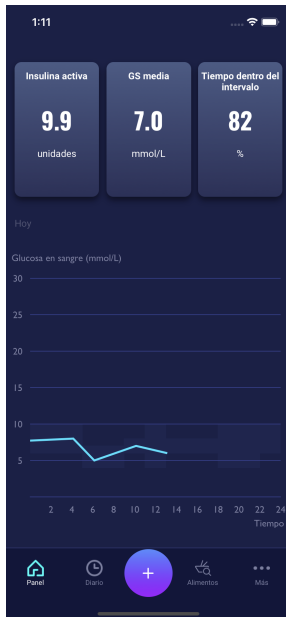 1:11
Insulina activa
9.9
unidades
GS media
7.0
mmol/L
Tiempo dentro del
intervalo
82
%
Hoy
Glucosa en sangre (mmol/L)
30
25
20
15
10
5
2 4 6 8 10 12 14 16 18 20 22 24
Tiempo
Panel
Diario
+
Alimentos
Más